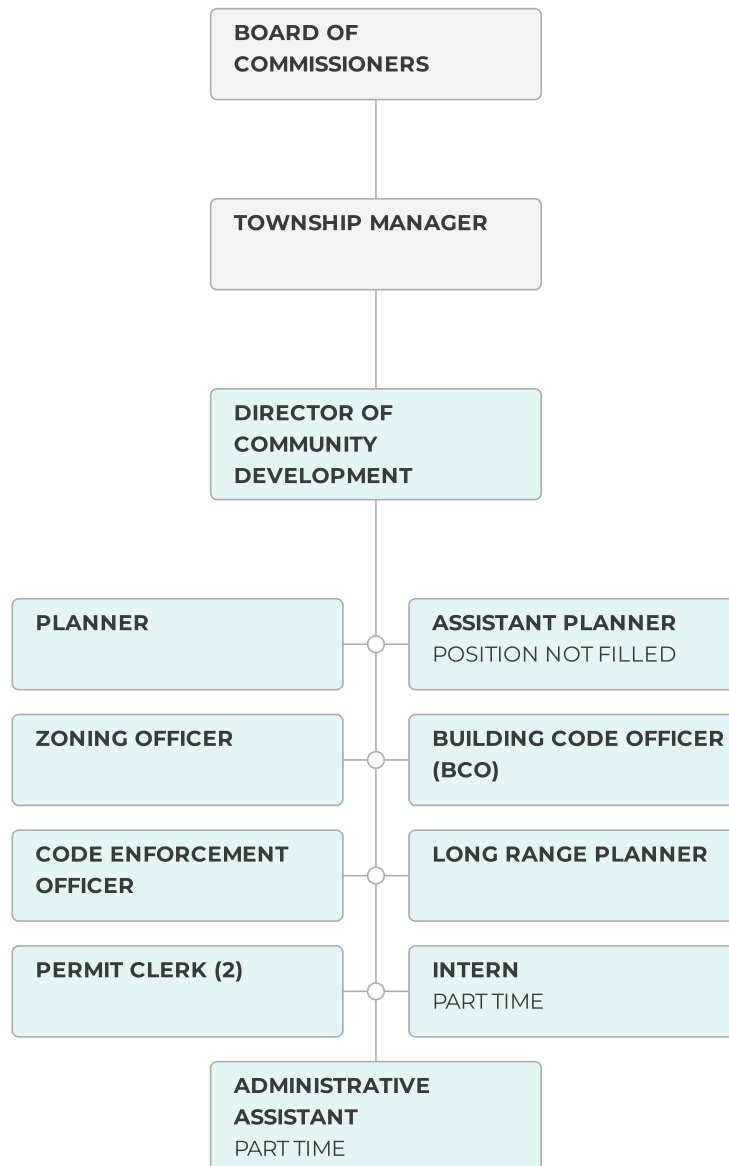 BOARD OF
COMMISSIONERS
TOWNSHIP MANAGER
DIRECTOR OF
COMMUNITY
DEVELOPMENT
PLANNER
ASSISTANT PLANNER
POSITION NOT FILLED
ZONING OFFICER
BUILDING CODE OFFICER
(BCO)
CODE ENFORCEMENT
OFFICER
LONG RANGE PLANNER
PERMIT CLERK (2)
INTERN
PART TIME
ADMINISTRATIVE
ASSISTANT
PART TIME